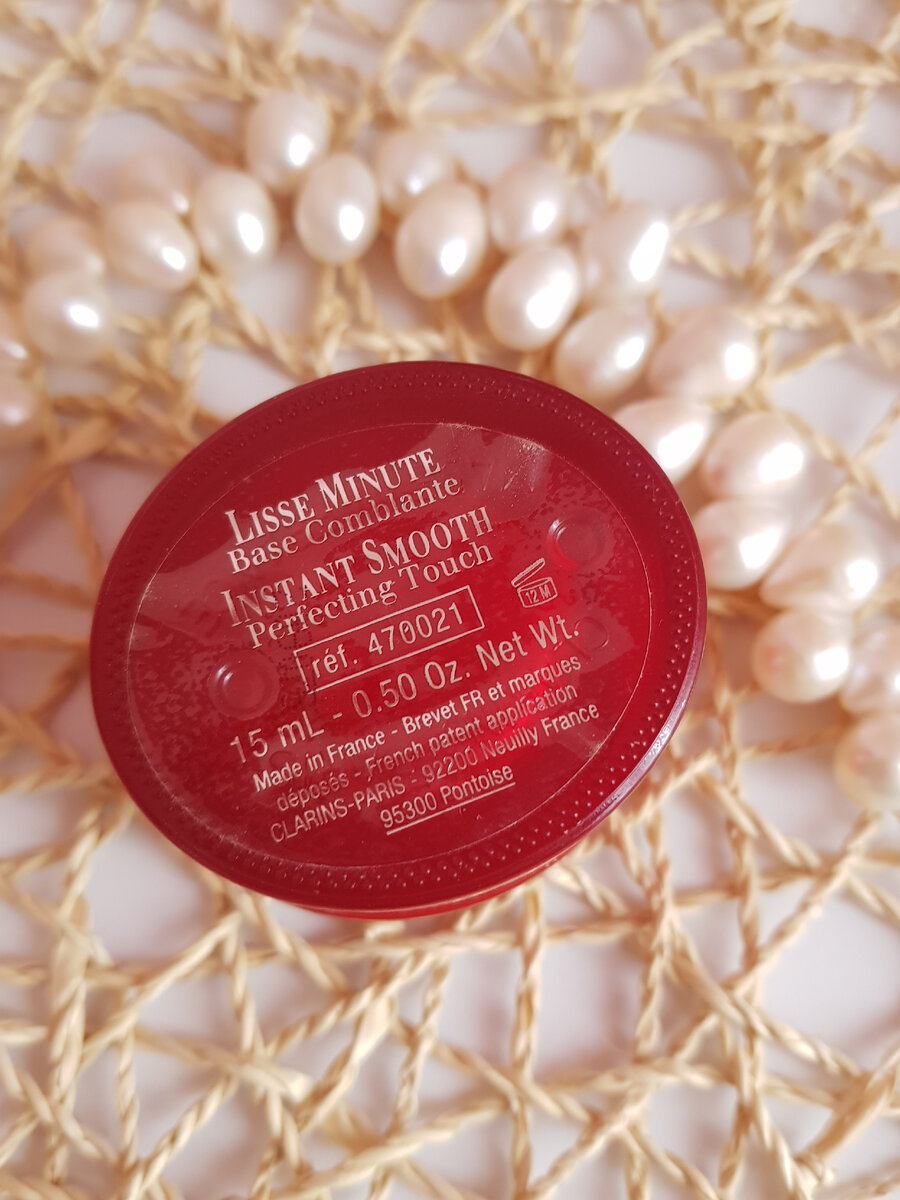 LISSE MINUTE
Base Comblante
INSTANT SMOOTH
Perfecting Touch
12 M
réf. 470021
15 mL - 0.50 Oz. Net Wt.
Made in France - Brevet FR et marques
déposés - French patent application
CLARINS-PARIS - 92200 Neuilly France
95300 Pontoise